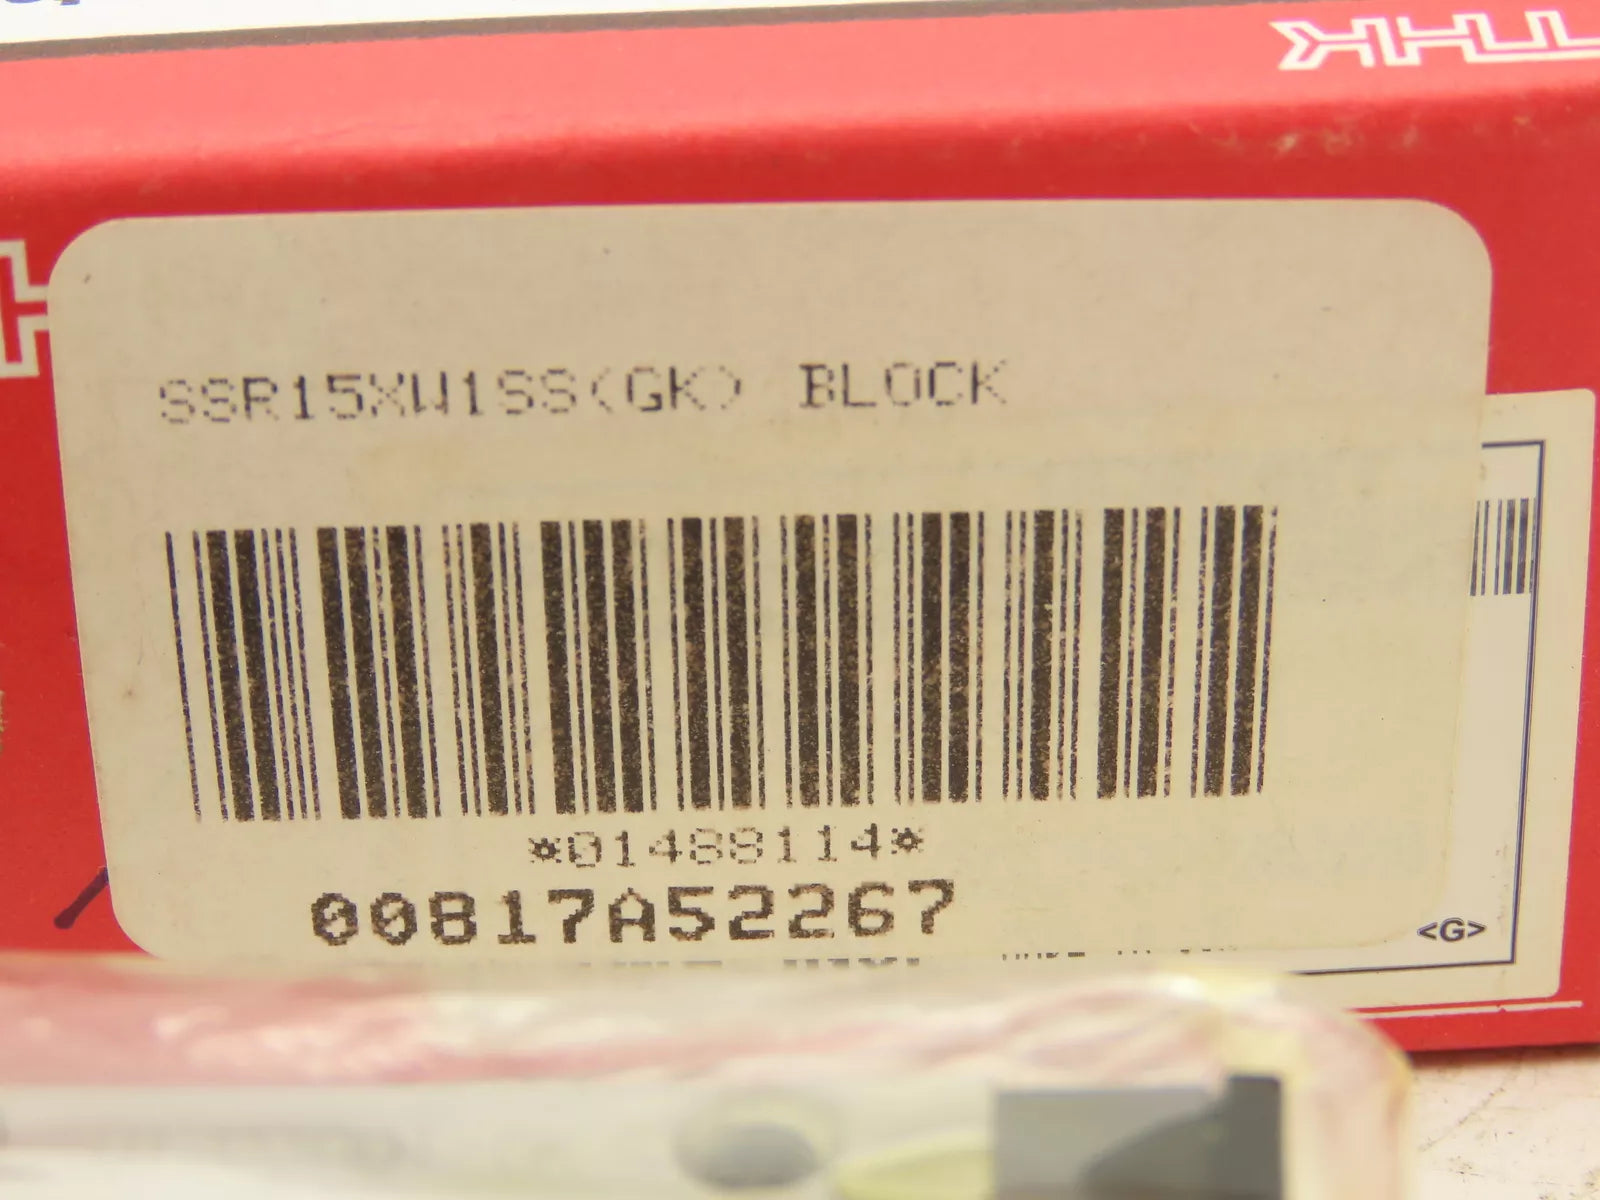 THK
SSR15XW1SS(GK) BLOCK
*01488114*
00817A52267
<G>